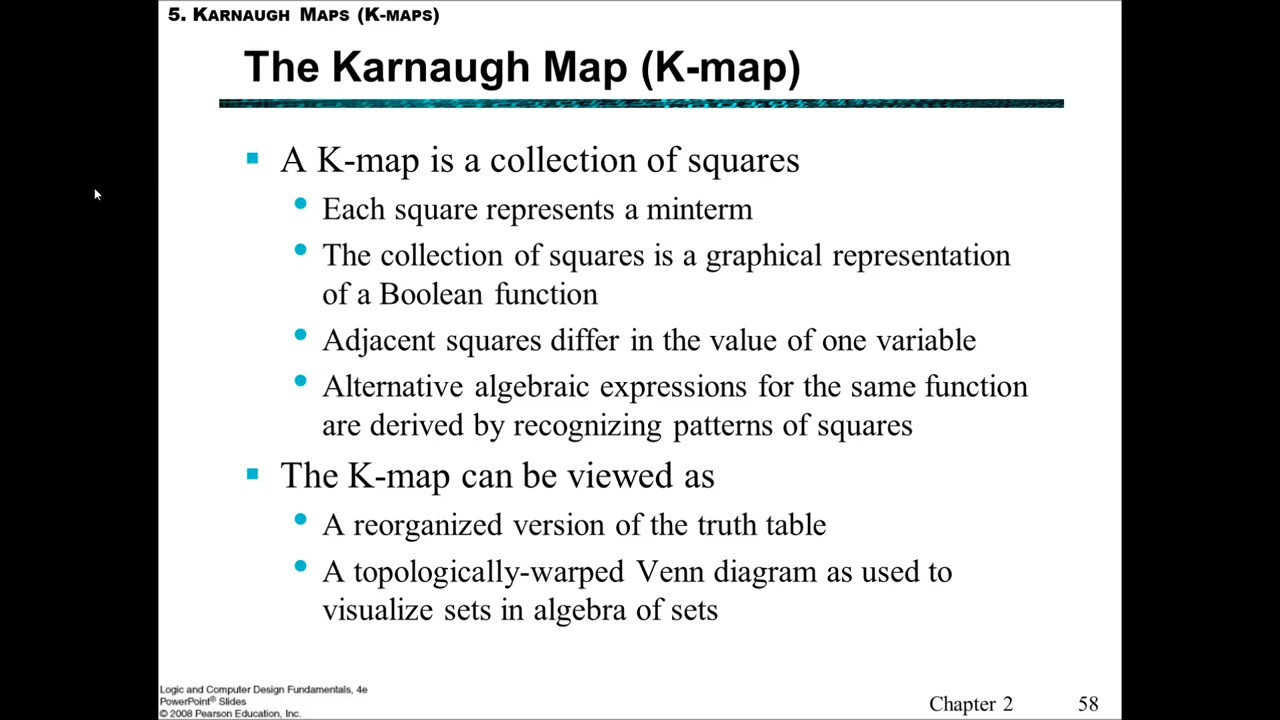 5. KARNAUGH MAPS (K-MAPS)
The Karnaugh Map (K-map)
A K-map is a collection of squares
Each square represents a minterm
The collection of squares is a graphical representation
of a Boolean function
Adjacent squares differ in the value of one variable
Alternative algebraic expressions for the same function
are derived by recognizing patterns of squares
The K-map can be viewed as
A reorganized version of the truth table
A topologically-warped Venn diagram as used to
visualize sets in algebra of sets
Logic and Computer Design Fundamentals, 4e
PowerPoint® Slides
© 2008 Pearson Education, Inc.
Chapter 2 58